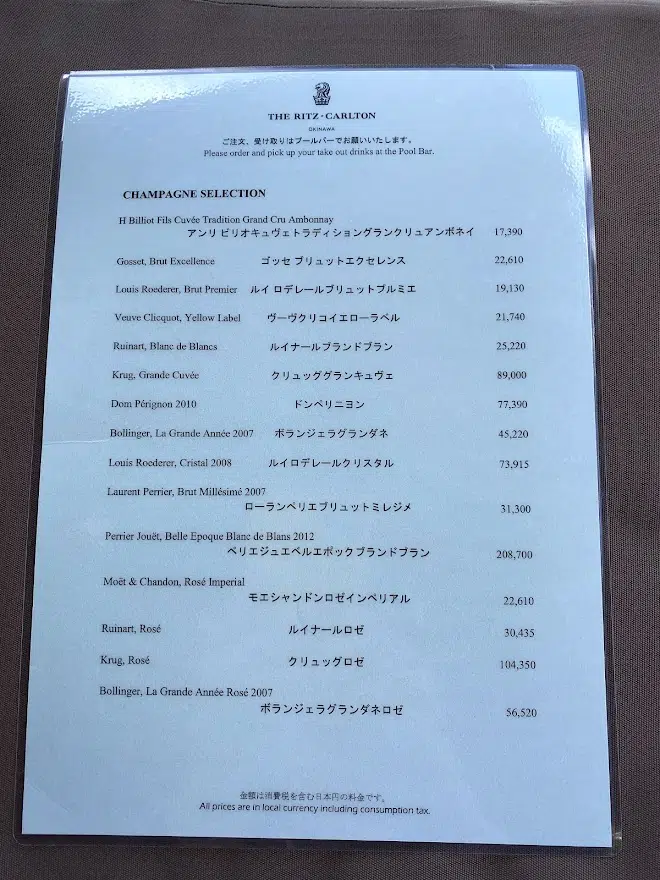 THE RITZ·CARLTON
OKINAWA
ご注文、受け取りはプールバーでお願いいたします。
Please order and pick up your take out drinks at the Pool Bar.
CHAMPAGNE SELECTION
H Billiot Fils Cuvée Tradition Grand Cru Ambonnay
アンリ ビリオキュヴェトラディショングランクリュアンボネイ 17,390
Gosset, Brut Excellence ゴッセ ブリュットエクセレンス 22,610
Louis Roederer, Brut Premier ルイ ロデレールブリュットプルミエ 19,130
Veuve Clicquot, Yellow Label ヴーヴクリコイエローラベル 21,740
Ruinart, Blanc de Blancs ルイナールブランドブラン 25,220
Krug, Grande Cuvée クリュッググランキュヴェ 89,000
Dom Pérignon 2010 ドンペリニヨン 77,390
Bollinger, La Grande Année 2007 ボランジェラグランダネ 45,220
Louis Roederer, Cristal 2008 ルイロデレールクリスタル 73,915
Laurent Perrier, Brut Millésimé 2007
ローランペリエブリュットミレジメ 31,300
Perrier Jouët, Belle Epoque Blanc de Blans 2012
ペリエジュエベルエポックブランドブラン 208,700
Moët & Chandon, Rosé Imperial
モエシャンドンロゼインペリアル 22,610
Ruinart, Rosé ルイナールロゼ 30,435
Krug, Rosé クリュッグロゼ 104,350
Bollinger, La Grande Année Rosé 2007
ボランジェラグランダネロゼ 56,520
金額は消費税を含む日本円の料金です。
All prices are in local currency including consumption tax.